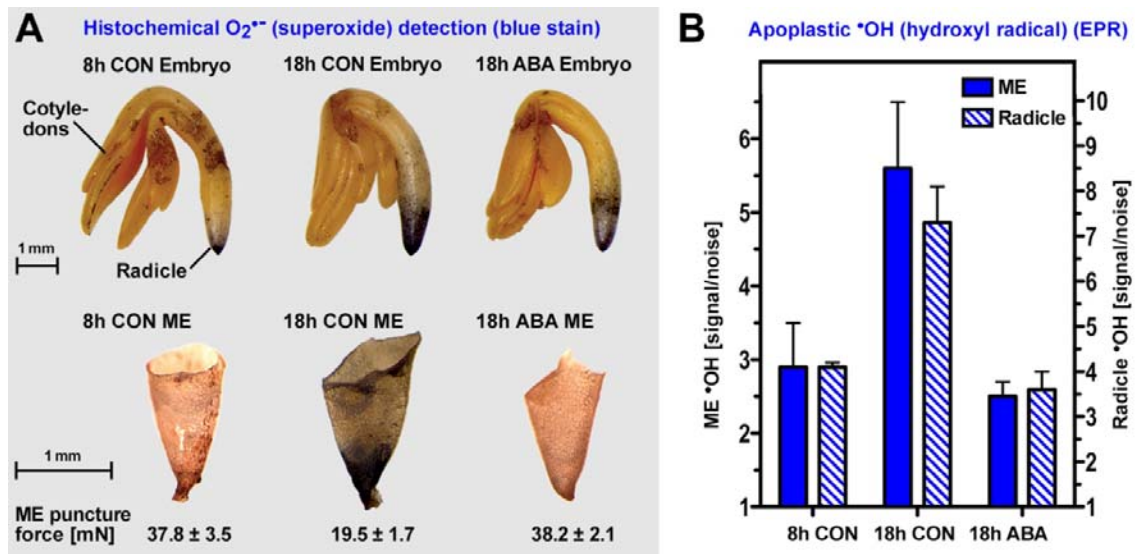 A
Histochemical O₂•− (superoxide) detection (blue stain)
8h CON Embryo
18h CON Embryo
18h ABA Embryo
Cotyle-
dons
1 mm
Radicle
8h CON ME
18h CON ME
18h ABA ME
1 mm
ME puncture
force [mN]
37.8 ± 3.5
19.5 ± 1.7
38.2 ± 2.1
B
Apoplastic •OH (hydroxyl radical) (EPR)
ME
Radicle
ME •OH [signal/noise]
6
5
4
3
2
1
Radicle •OH [signal/noise]
10
9
8
7
6
5
4
3
2
1
8h CON
18h CON
18h ABA